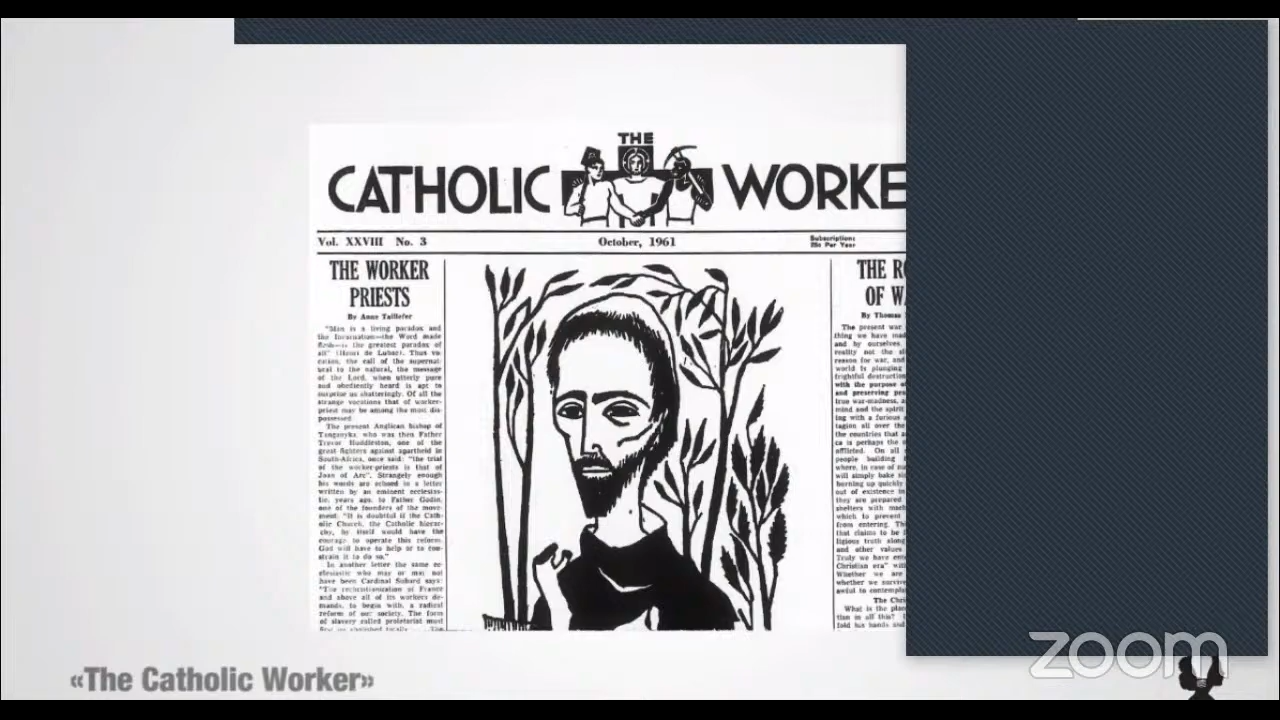 THE
CATHOLIC WORKE
Vol. XXVIII No. 3 October, 1961 Subscription:
25c Per Year
THE WORKER
PRIESTS
By Anne Taillefer
"Man is a living paradox and
the Incarnation—the Word made
flesh—is the greatest paradox of
all" (Henri de Lubac). Thus vo-
cation, the call of the supernat-
ural to the natural, the message
of the Lord, when utterly pure
and obediently heard is apt to
surprise us shatteringly. Of all the
strange vocations that of worker-
priest may be among the most dis-
possessed.
The present Anglican bishop of
Tanganyka, who was then Father
Trevor Huddleston, one of the
great fighters against apartheid in
South-Africa, once said: "the trial
of the worker-priests is that of
Joan of Arc". Strangely enough
his words are echoed in a letter
written by an eminent ecclesias-
tic, years ago, to Father Godin,
one of the founders of the move-
ment. "It is doubtful if the Cath-
olic Church, the Catholic hierar-
chy, by itself would have the
courage to operate this reform.
God will have to help or to con-
strain it to do so."
In another letter the same ec-
clesiastic who may or may not
have been Cardinal Suhard says:
"The rechristianization of France
and above all of its workers de-
mands, to begin with, a radical
reform of our society. The form
of slavery called proletariat must
THE RO
OF WA
By Thomas
The present war
thing we have mad
and by ourselves
reality not the sli
reason for war, and
world is plunging
frightful destruction
with the purpose of
and preserving pea
true war-madness, a
mind and the spirit
ing with a furious a
tagion all over the
the countries that a
ca is perhaps the m
afflicted. On all s
people building
where, in case of nu
will simply bake sl
burning up quickly
out of existence in
they are prepared
shelters with mach
which to prevent
from entering. Thi
that claims to be f
ligious truth along
and other values
Truly we have ente
Christian era" with
Whether we are
whether we survive
awful to contempla
The Chri
What is the plac
tion in all this?
fold his hands and
zoom
«The Catholic Worker»